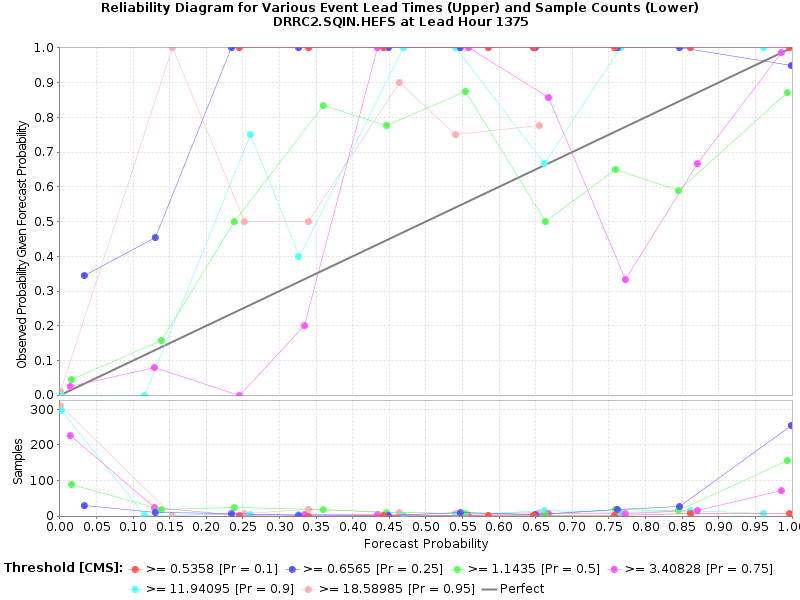 Reliability Diagram for Various Event Lead Times (Upper) and Sample Counts (Lower)
DRRC2.SQIN.HEFS at Lead Hour 1375
Observed Probability Given Forecast Probability
1.0
0.9
0.8
0.7
0.6
0.5
0.4
0.3
0.2
0.1
0.0
Samples
300
200
100
0
0.00 0.05 0.10 0.15 0.20 0.25 0.30 0.35 0.40 0.45 0.50 0.55 0.60 0.65 0.70 0.75 0.80 0.85 0.90 0.95 1.0
Forecast Probability
Threshold [CMS]: >= 0.5358 [Pr = 0.1] >= 0.6565 [Pr = 0.25] >= 1.1435 [Pr = 0.5] >= 3.40828 [Pr = 0.75]
>= 11.94095 [Pr = 0.9] >= 18.58985 [Pr = 0.95] Perfect